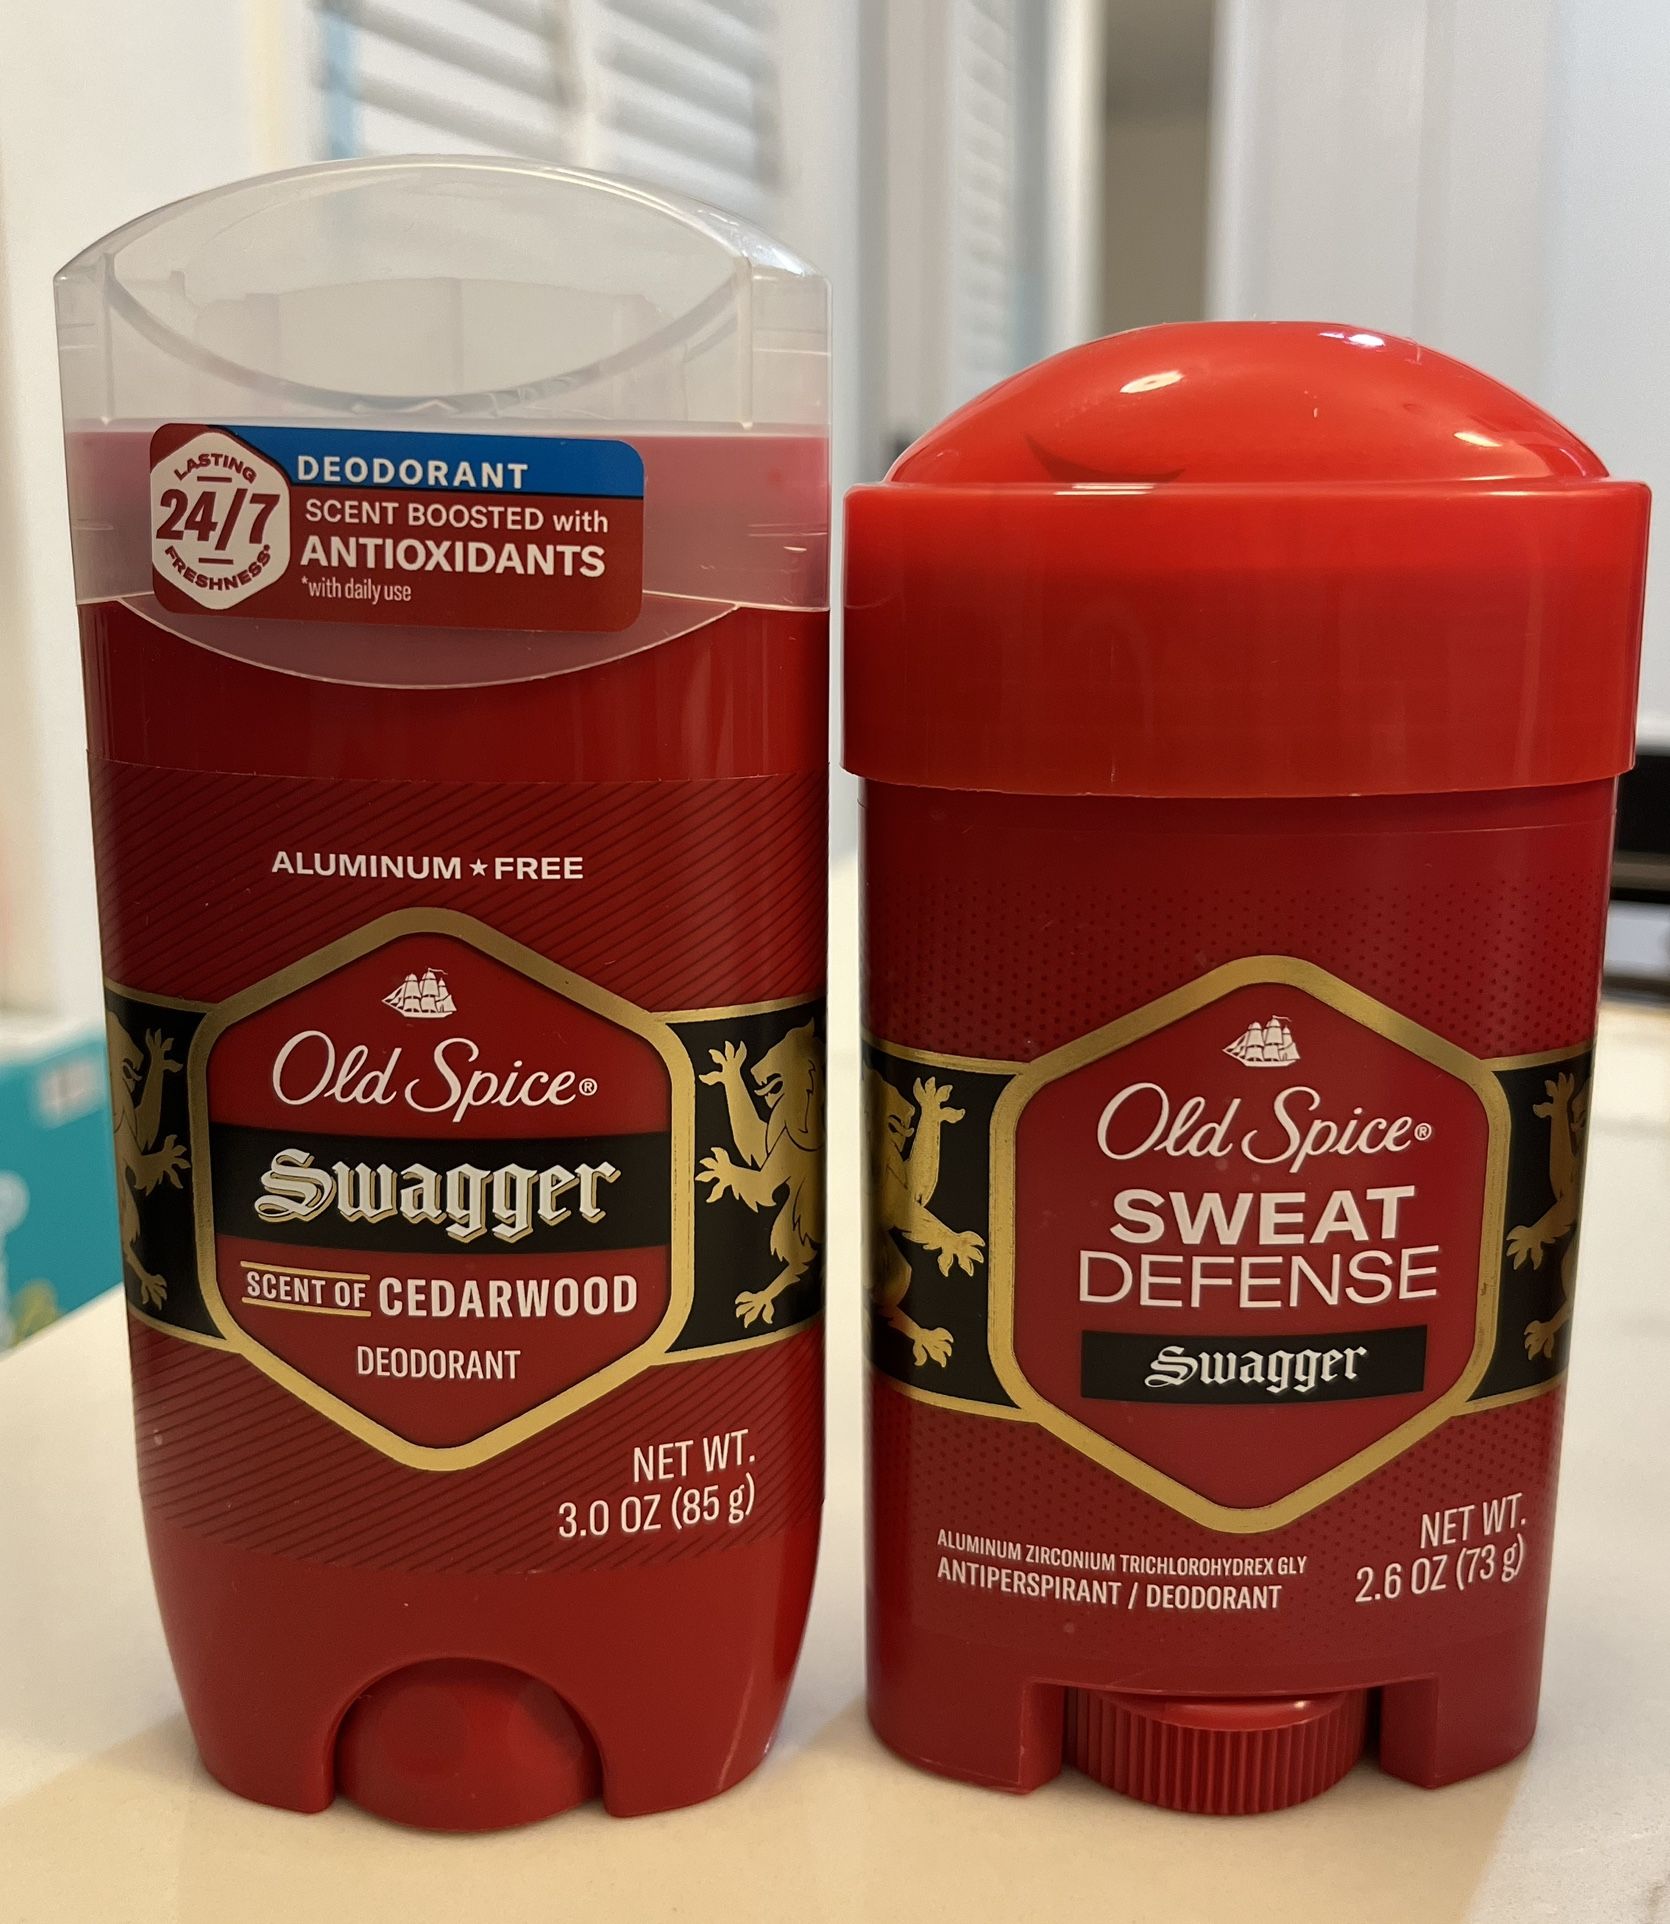 LASTING
24/7
FRESHNESS*
DEODORANT
SCENT BOOSTED with
ANTIOXIDANTS
*with daily use
ALUMINUM★FREE
Old Spice®
Swagger
SCENT OF CEDARWOOD
DEODORANT
NET WT.
3.0 OZ (85 g)
Old Spice®
SWEAT
DEFENSE
Swagger
ALUMINUM ZIRCONIUM TRICHLOROHYDREX GLY
ANTIPERSPIRANT / DEODORANT
NET WT.
2.6 OZ (73 g)